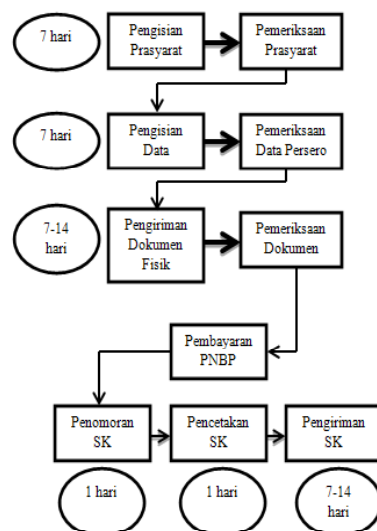 7 hari
Pengisian
Prasyarat
Pemeriksaan
Prasyarat
7 hari
Pengisian
Data
Pemeriksaan
Data Persero
7-14
hari
Pengiriman
Dokumen
Fisik
Pemeriksaan
Dokumen
Pembayaran
PNBP
Penomoran
SK
Pencetakan
SK
Pengiriman
SK
1 hari
1 hari
7-14
hari